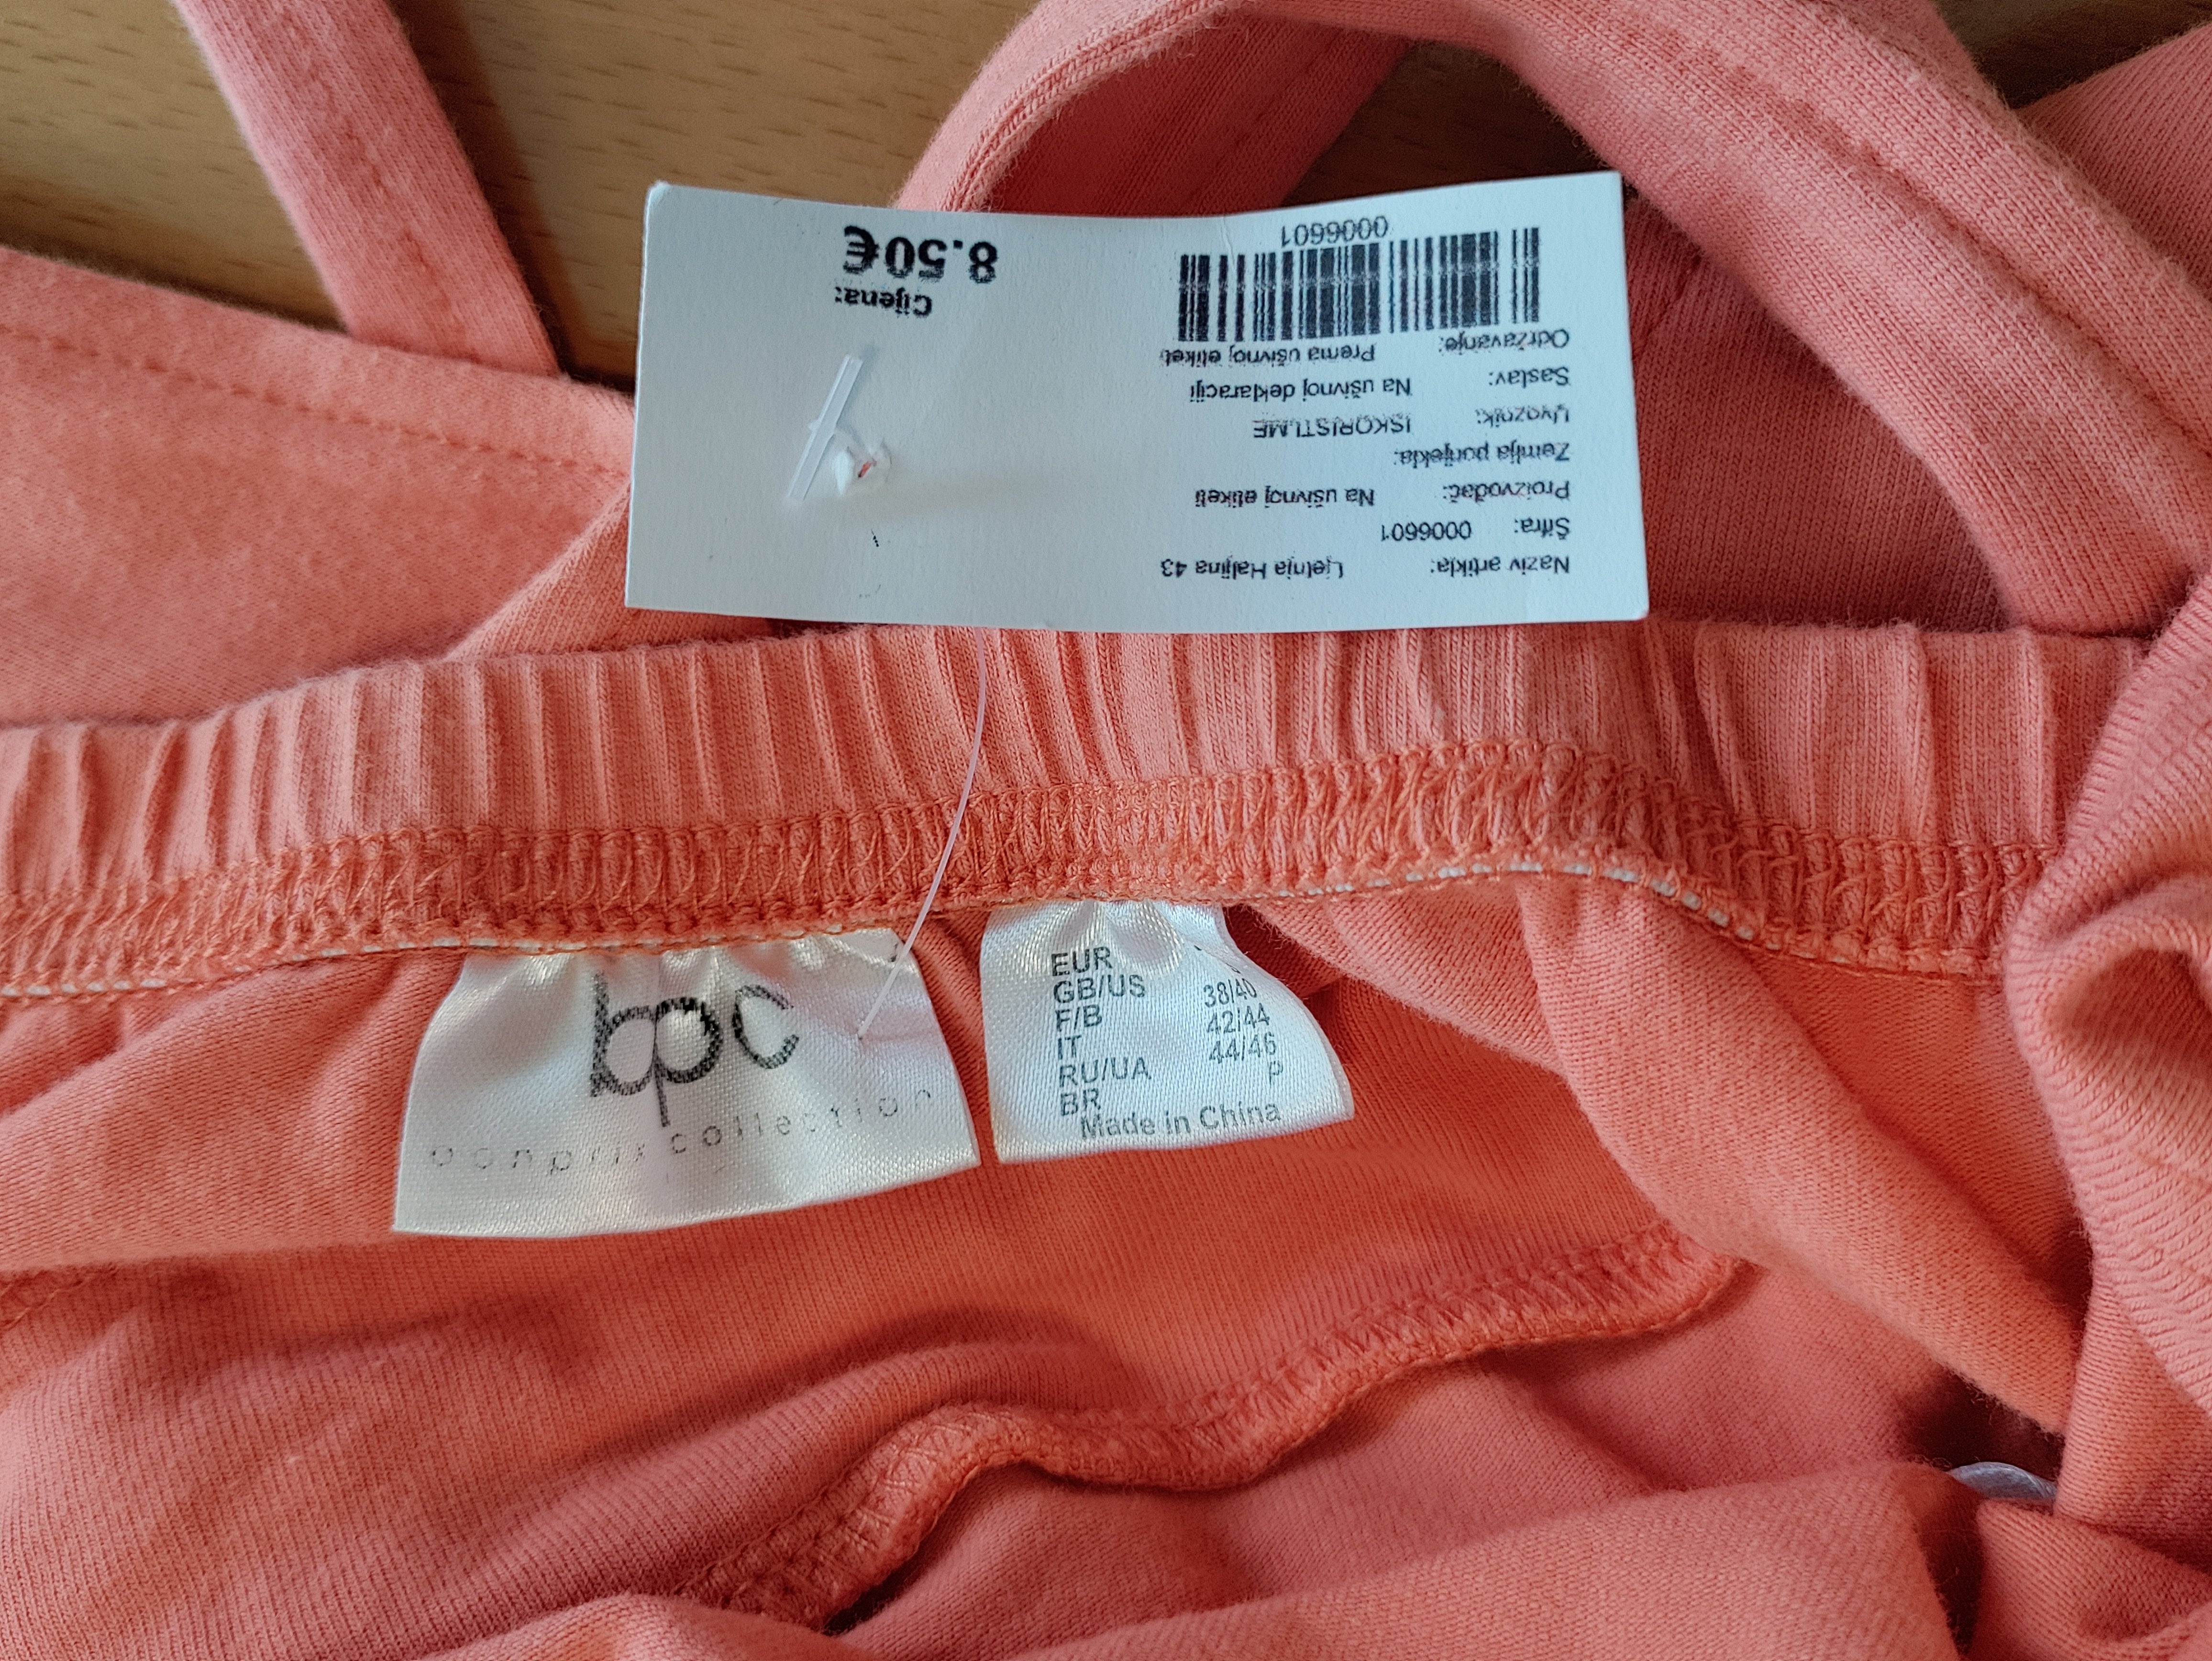 Naziv artikla: Ljetnja Haljina 43
Šifra: 0006601
Proizvođač: Na ušivnoj etiketi
Zemlja porijekla:
Uvoznik: ISKORISTI.ME
Sastav: Na ušivnoj deklaraciji
Održavanje: Prema ušivnoj etiketi
0006601
Cijena:
8.50€
bpc
bonprix collection
EUR
GB/US 38/40
F/B 42/44
IT 44/46
RU/UA P
BR
Made in China